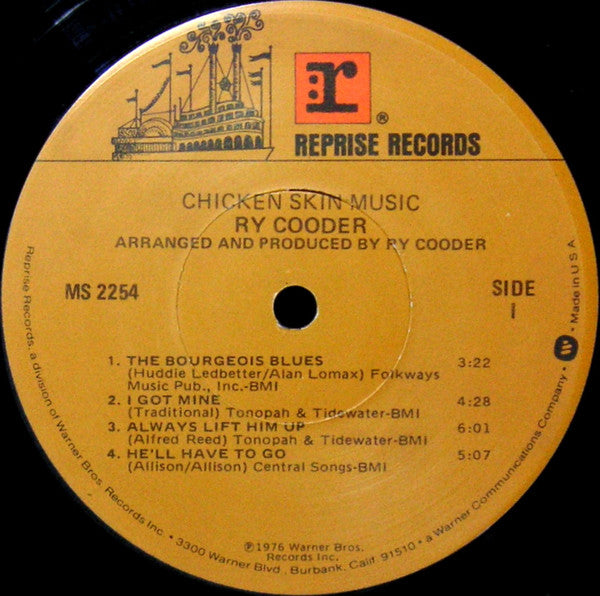 r®
REPRISE RECORDS
CHICKEN SKIN MUSIC
RY COODER
ARRANGED AND PRODUCED BY RY COODER
MS 2254
SIDE
1
1. THE BOURGEOIS BLUES 3:22
(Huddie Ledbetter/Alan Lomax) Folkways
Music Pub., Inc.-BMI
2. I GOT MINE 4:28
(Traditional) Tonopah & Tidewater-BMI
3. ALWAYS LIFT HIM UP 6:01
(Alfred Reed) Tonopah & Tidewater-BMI
4. HE'LL HAVE TO GO 5:07
(Allison/Allison) Central Songs-BMI
℗1976 Warner Bros.
Records Inc.
Reprise Records, a division of Warner Bros. Records Inc. • 3300 Warner Blvd., Burbank, Calif. 91510 • a Warner Communications Company • W • Made in U S A